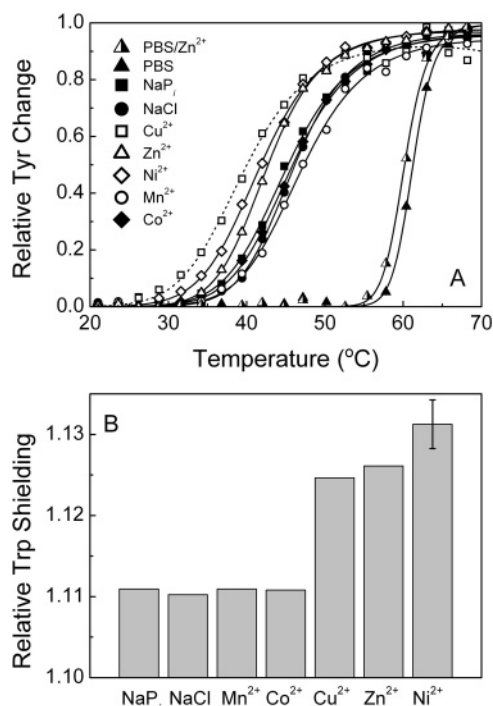 1.0
0.8
0.6
0.4
0.2
0.0
Relative Tyr Change
PBS/Zn²⁺
PBS
NaPᵢ
NaCl
Cu²⁺
Zn²⁺
Ni²⁺
Mn²⁺
Co²⁺
A
20 30 40 50 60 70
Temperature (°C)
B
1.13
1.12
1.11
1.10
Relative Trp Shielding
NaP. NaCl Mn²⁺ Co²⁺ Cu²⁺ Zn²⁺ Ni²⁺